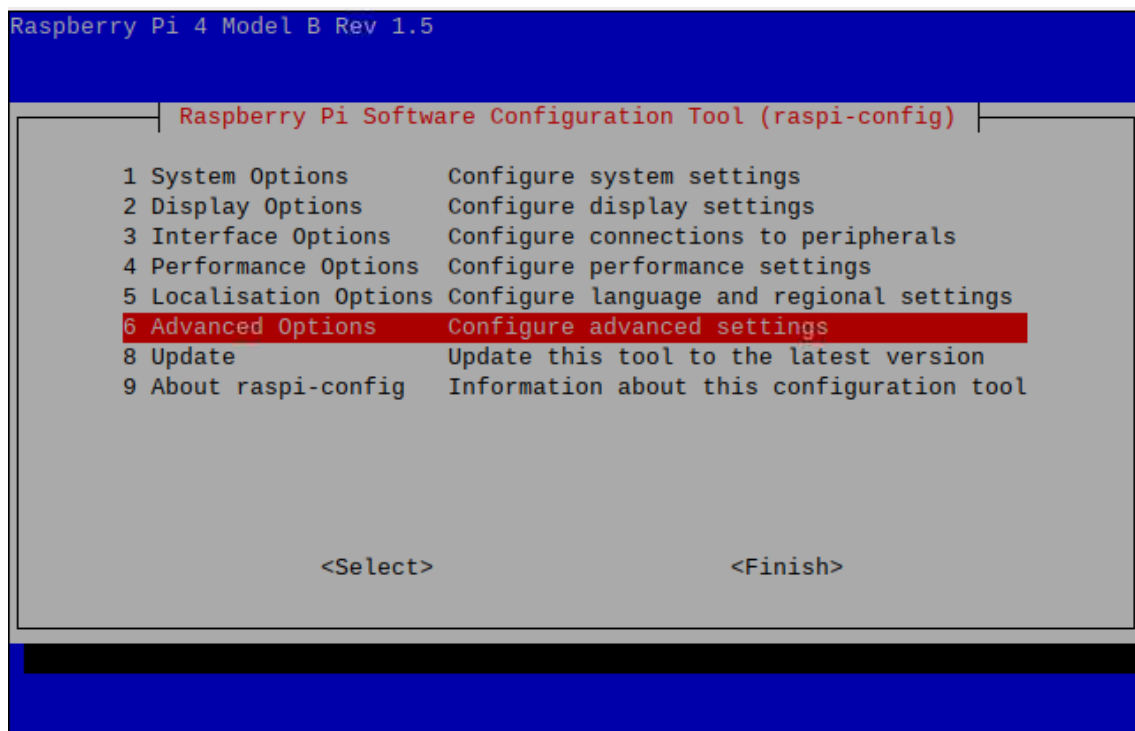 Raspberry Pi 4 Model B Rev 1.5
Raspberry Pi Software Configuration Tool (raspi-config)
1 System Options Configure system settings
2 Display Options Configure display settings
3 Interface Options Configure connections to peripherals
4 Performance Options Configure performance settings
5 Localisation Options Configure language and regional settings
6 Advanced Options Configure advanced settings
8 Update Update this tool to the latest version
9 About raspi-config Information about this configuration tool
<Select> <Finish>